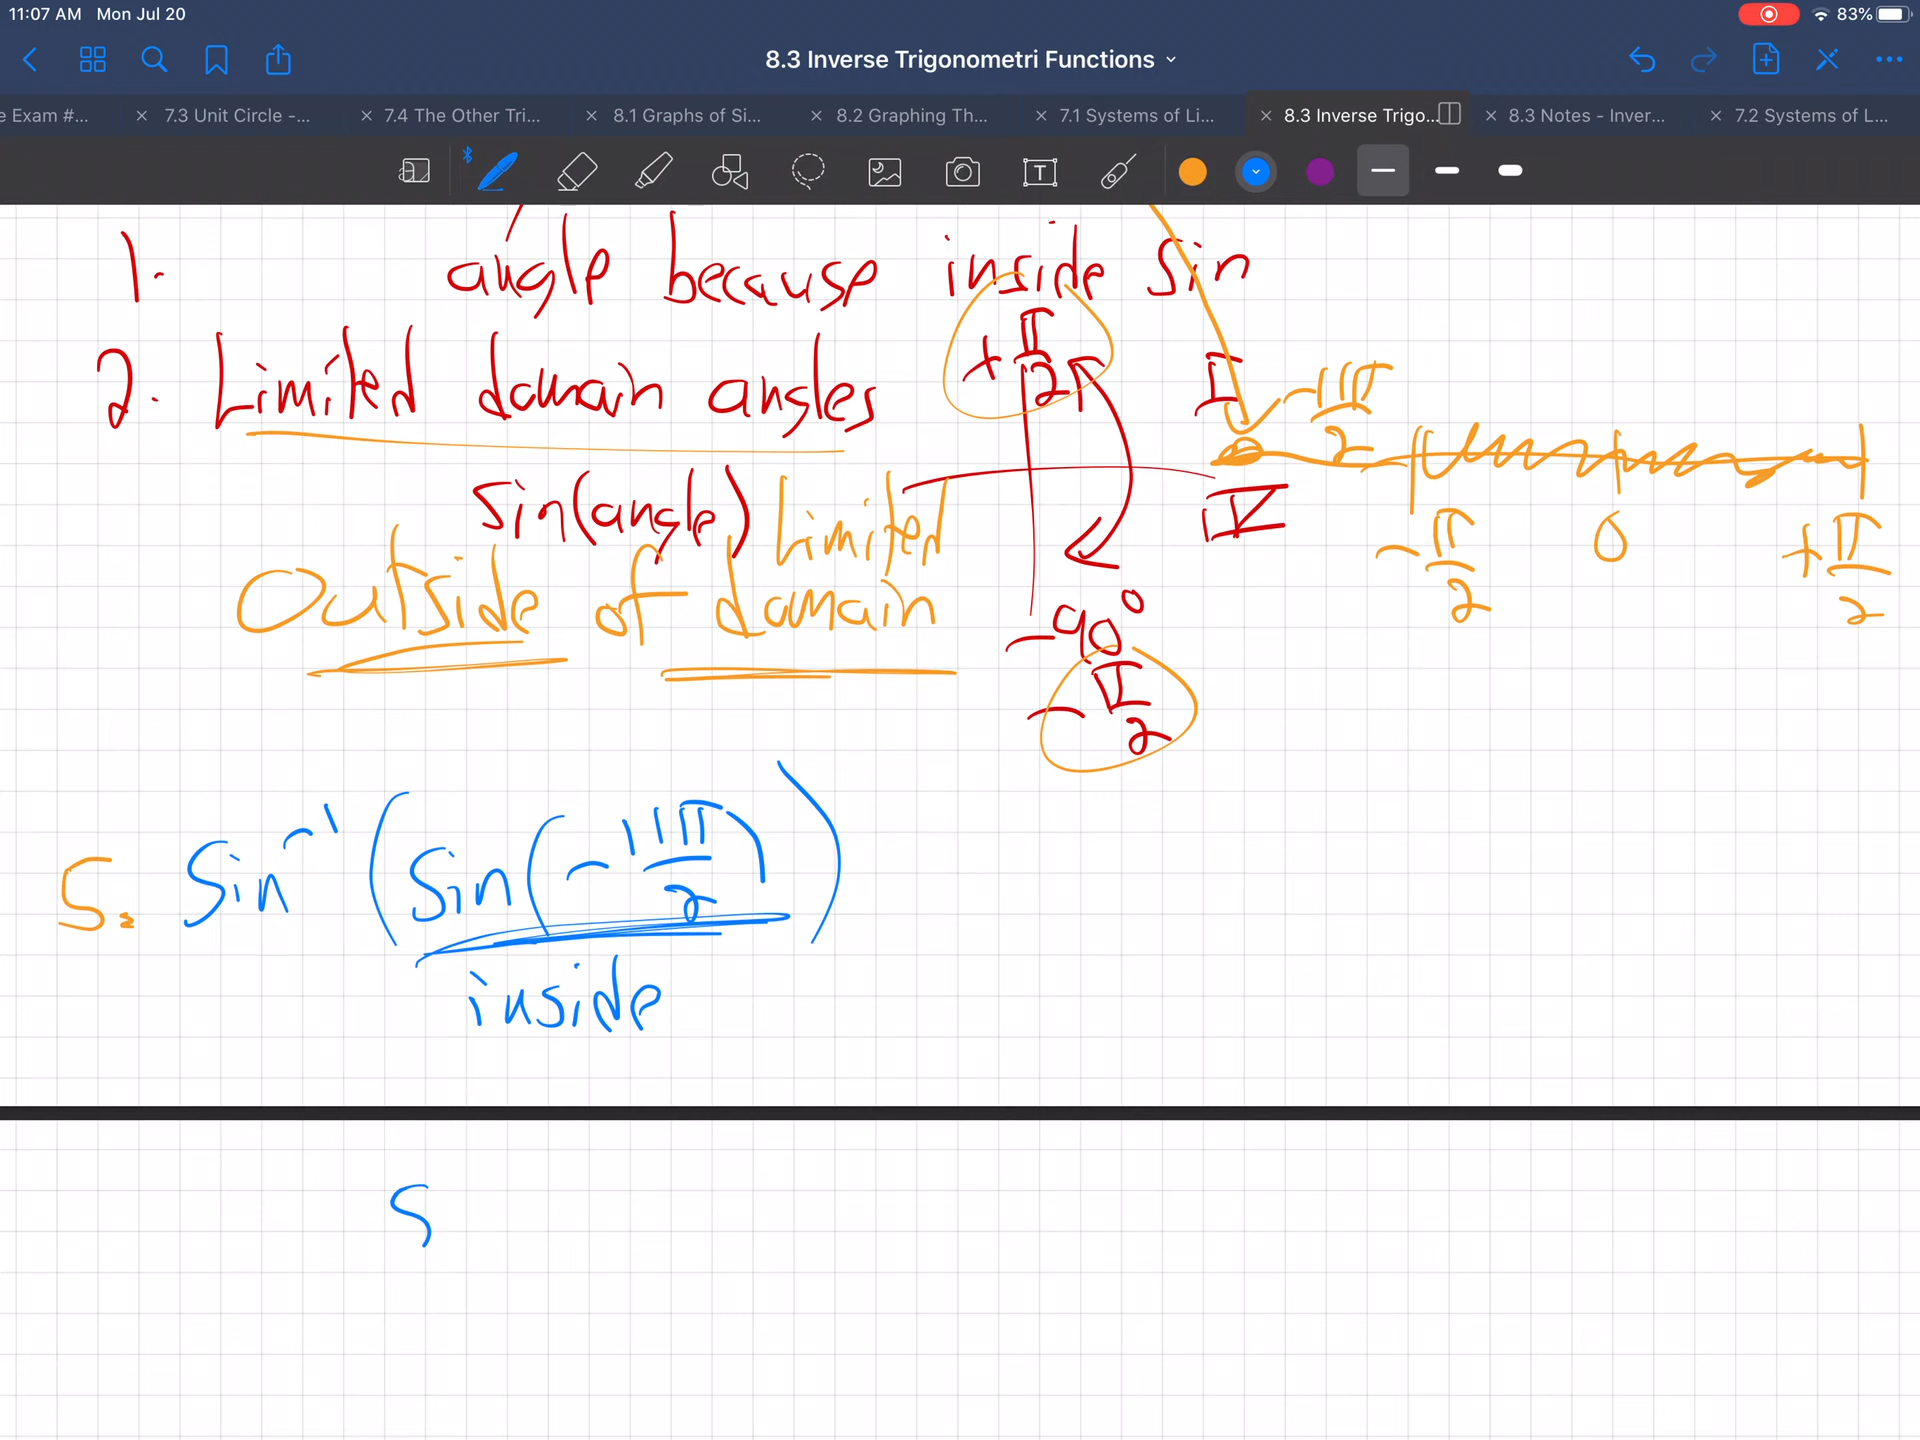 11:07 AM Mon Jul 20
83%
8.3 Inverse Trigonometri Functions
e Exam #...
7.3 Unit Circle -...
7.4 The Other Tri...
8.1 Graphs of Si...
8.2 Graphing Th...
7.1 Systems of Li...
8.3 Inverse Trigo...
8.3 Notes - Inver...
7.2 Systems of L...
T
1. angle because inside Sin
2. Limited domain angles
+π/2
I
-11π/2
sin(angle) Limited
IV
-π/2 0 +π/2
Outside of domain
-90°
-π/2
S. Sin⁻¹(Sin(-11π/2))
inside
S